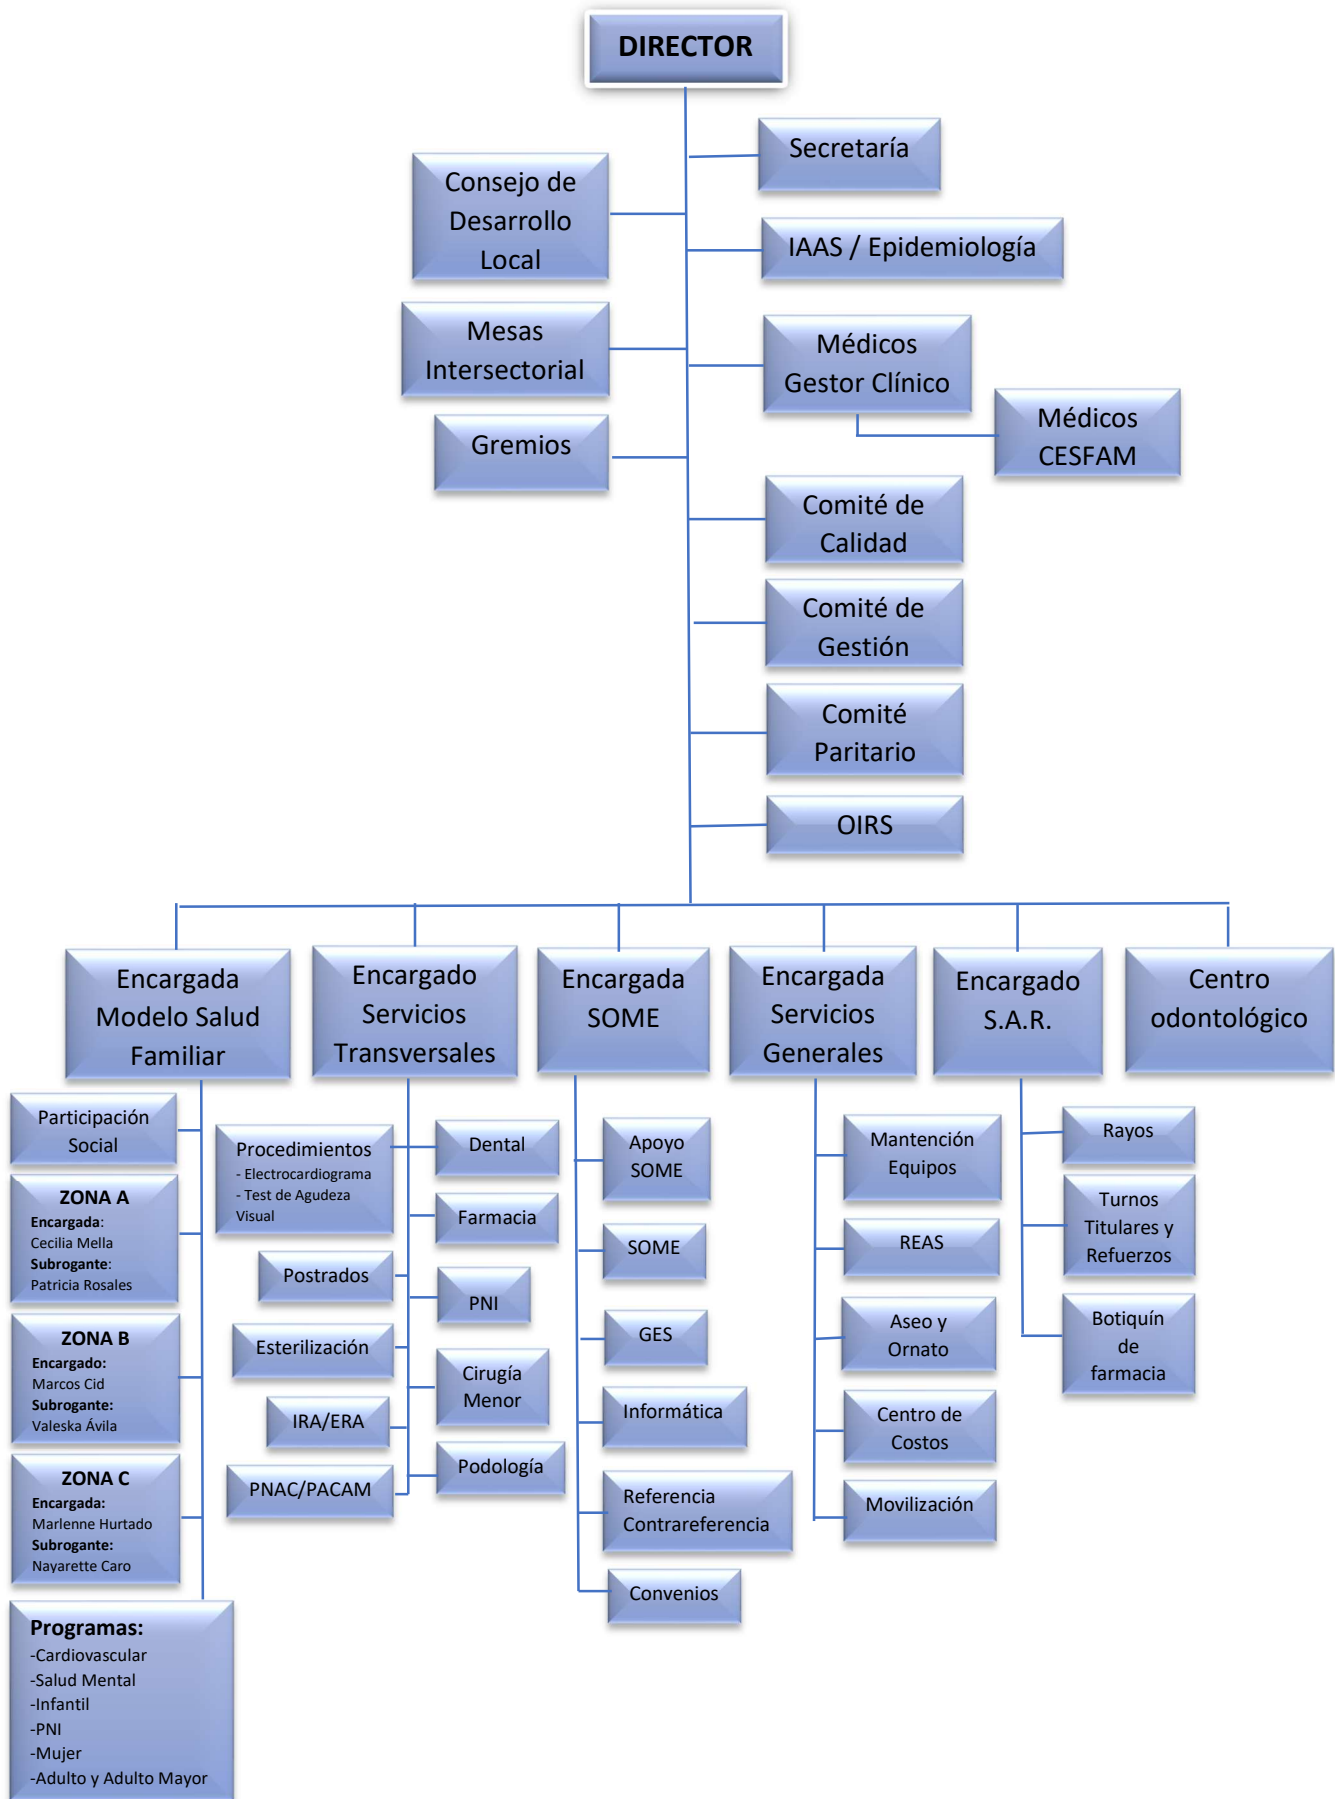 DIRECTOR
Secretaría
Consejo de
Desarrollo
Local
IAAS / Epidemiología
Mesas
Intersectorial
Médicos
Gestor Clínico
Gremios
Médicos
CESFAM
Comité de
Calidad
Comité de
Gestión
Comité
Paritario
OIRS
Encargada
Modelo Salud
Familiar
Encargado
Servicios
Transversales
Encargada
SOME
Encargada
Servicios
Generales
Encargado
S.A.R.
Centro
odontológico
Participación
Social
ZONA A
Encargada:
Cecilia Mella
Subrogante:
Patricia Rosales
ZONA B
Encargado:
Marcos Cid
Subrogante:
Valeska Ávila
ZONA C
Encargada:
Marlenne Hurtado
Subrogante:
Nayarette Caro
Programas:
-Cardiovascular
-Salud Mental
-Infantil
-PNI
-Mujer
-Adulto y Adulto Mayor
Procedimientos
- Electrocardiograma
- Test de Agudeza
Visual
Postrados
Esterilización
IRA/ERA
PNAC/PACAM
Dental
Farmacia
PNI
Cirugía
Menor
Podología
Apoyo
SOME
SOME
GES
Informática
Referencia
Contrareferencia
Convenios
Mantención
Equipos
REAS
Aseo y
Ornato
Centro de
Costos
Movilización
Rayos
Turnos
Titulares y
Refuerzos
Botiquín
de
farmacia